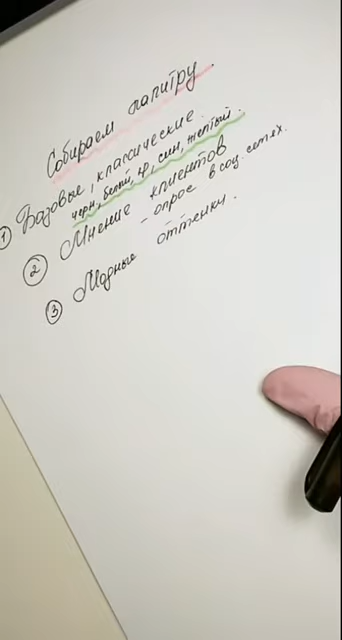 Собираем палитру.
① Базовые, классические.
черн, белый, кр, син, желтый.
② Мнение клиентов
- опрос в соц. сетях.
③ Модные оттенки.